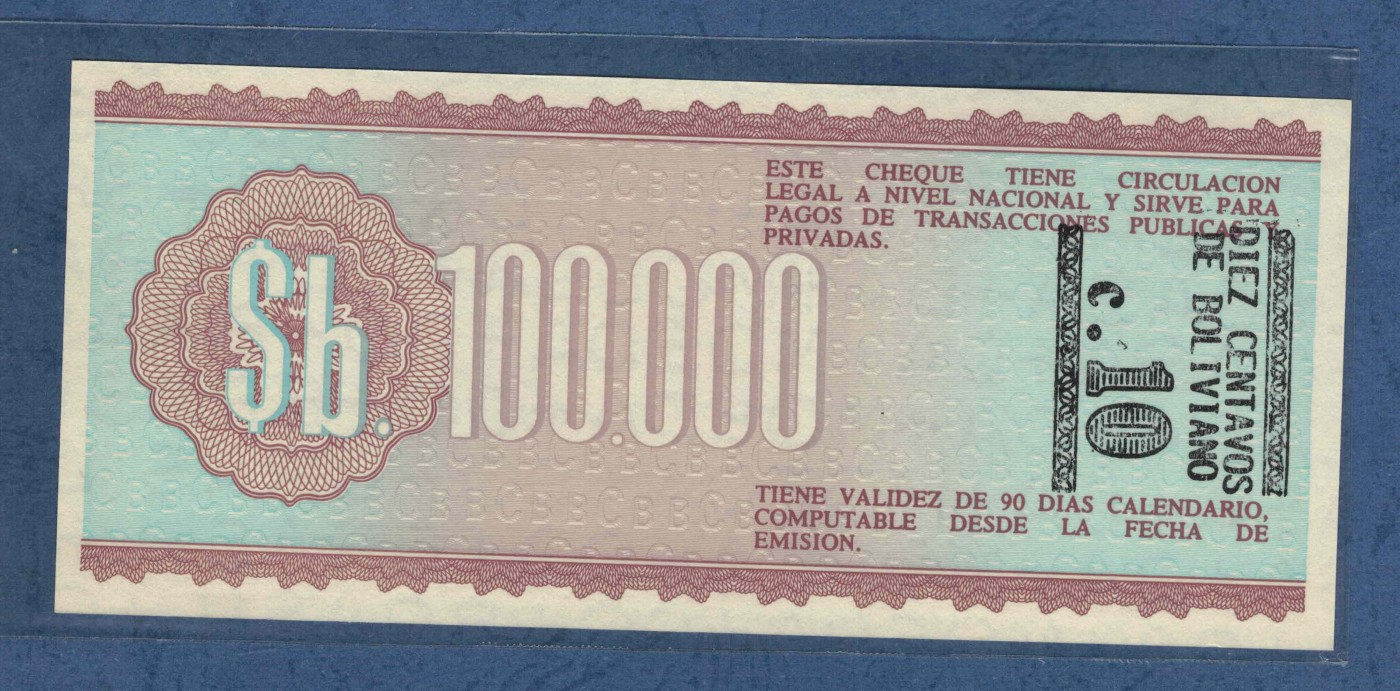 ESTE CHEQUE TIENE CIRCULACION
LEGAL A NIVEL NACIONAL Y SIRVE PARA
PAGOS DE TRANSACCIONES PUBLICAS Y
PRIVADAS.
$b. 100.000
DIEZ CENTAVOS
DE BOLIVIANO
C. 10
TIENE VALIDEZ DE 90 DIAS CALENDARIO,
COMPUTABLE DESDE LA FECHA DE
EMISION.